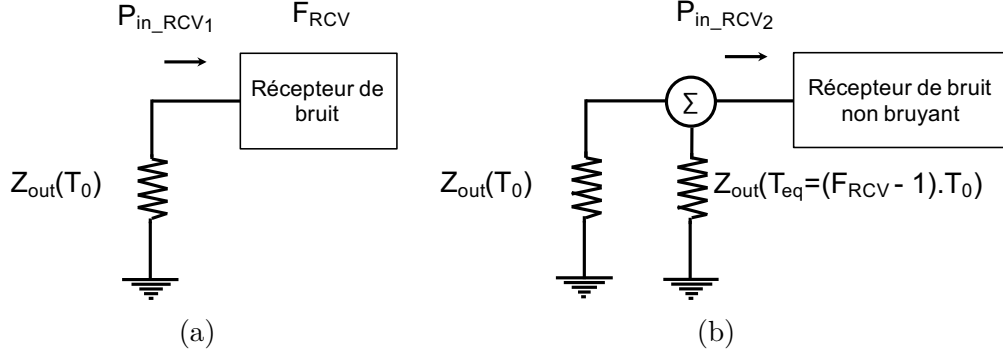 P_in_RCV1
F_RCV
Récepteur de
bruit
Z_out(T_0)
(a)
P_in_RCV2
Σ
Récepteur de bruit
non bruyant
Z_out(T_0)
Z_out(T_eq=(F_RCV - 1).T_0)
(b)